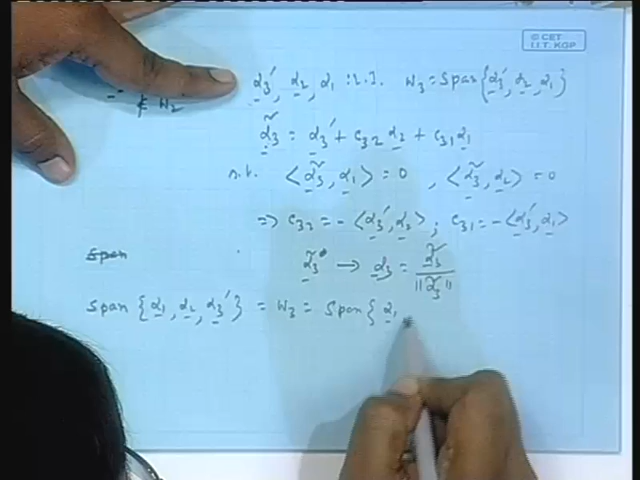 © CET
I.I.T. KGP
α₃', α₂, α₁ : L.I. W₃ = Span{α₃', α₂, α₁}
∉ W₂
α̃₃ = α₃' + c₃₂ α₂ + c₃₁ α₁
s.t. <α̃₃, α₁> = 0 , <α̃₃, α₂> = 0
=> c₃₂ = - <α₃', α₂> ; c₃₁ = - <α₃', α₁>
α̃₃ → α₃ = α̃₃ / ||α̃₃||
Span{α₁, α₂, α₃'} = W₃ = Span{α₁